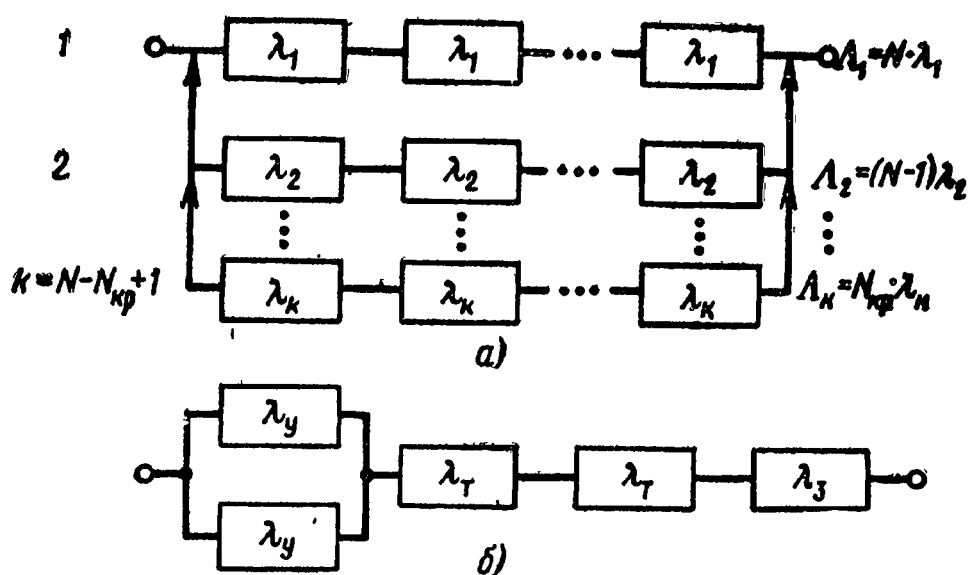 1 λ₁ λ₁ ... λ₁ Λ₁=N·λ₁
2 λ₂ λ₂ ... λ₂ Λ₂=(N-1)λ₂
к=N-Nкр+1 λк λк ... λк Λк=Nкр·λк
а)
λу
λт λт λз
λу
б)